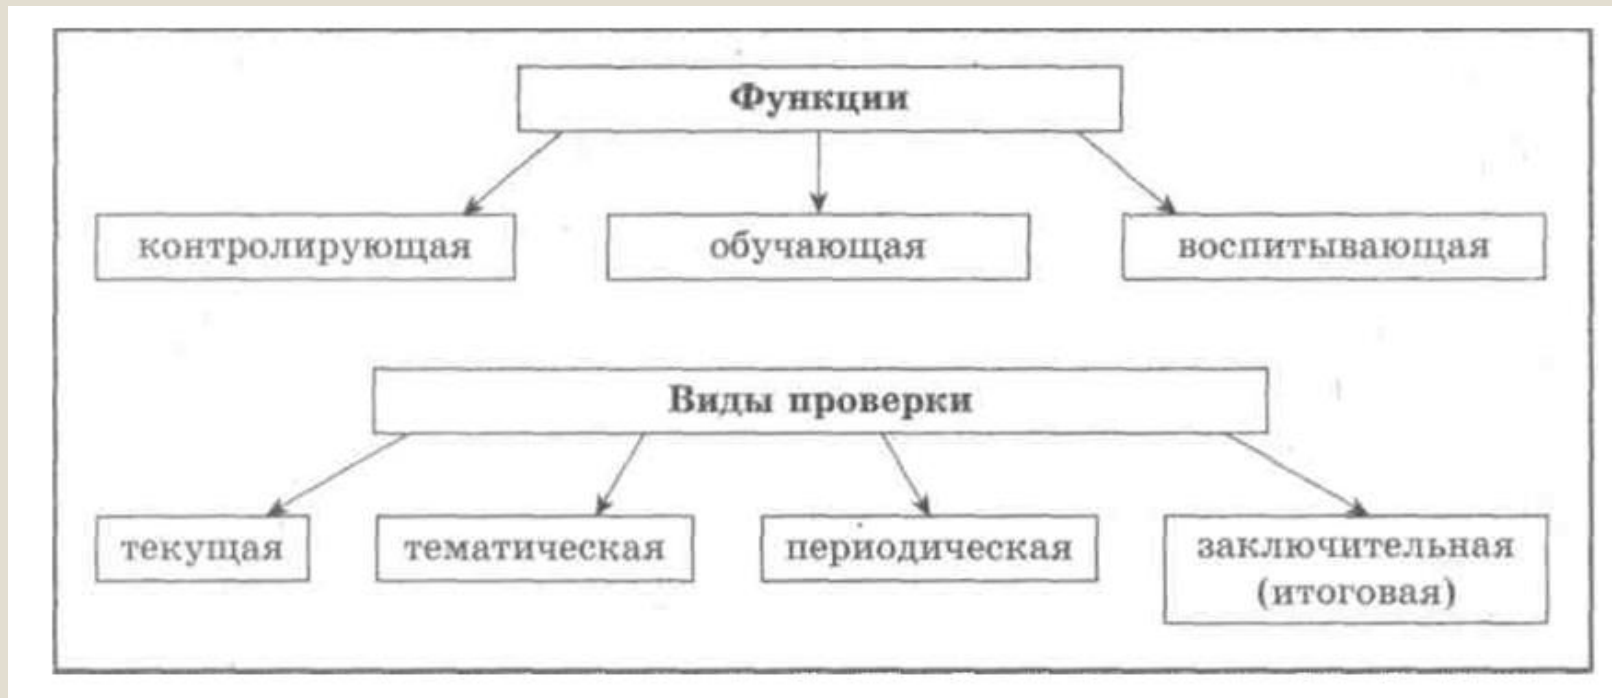 Функции
контролирующая
обучающая
воспитывающая
Виды проверки
текущая
тематическая
периодическая
заключительная
(итоговая)